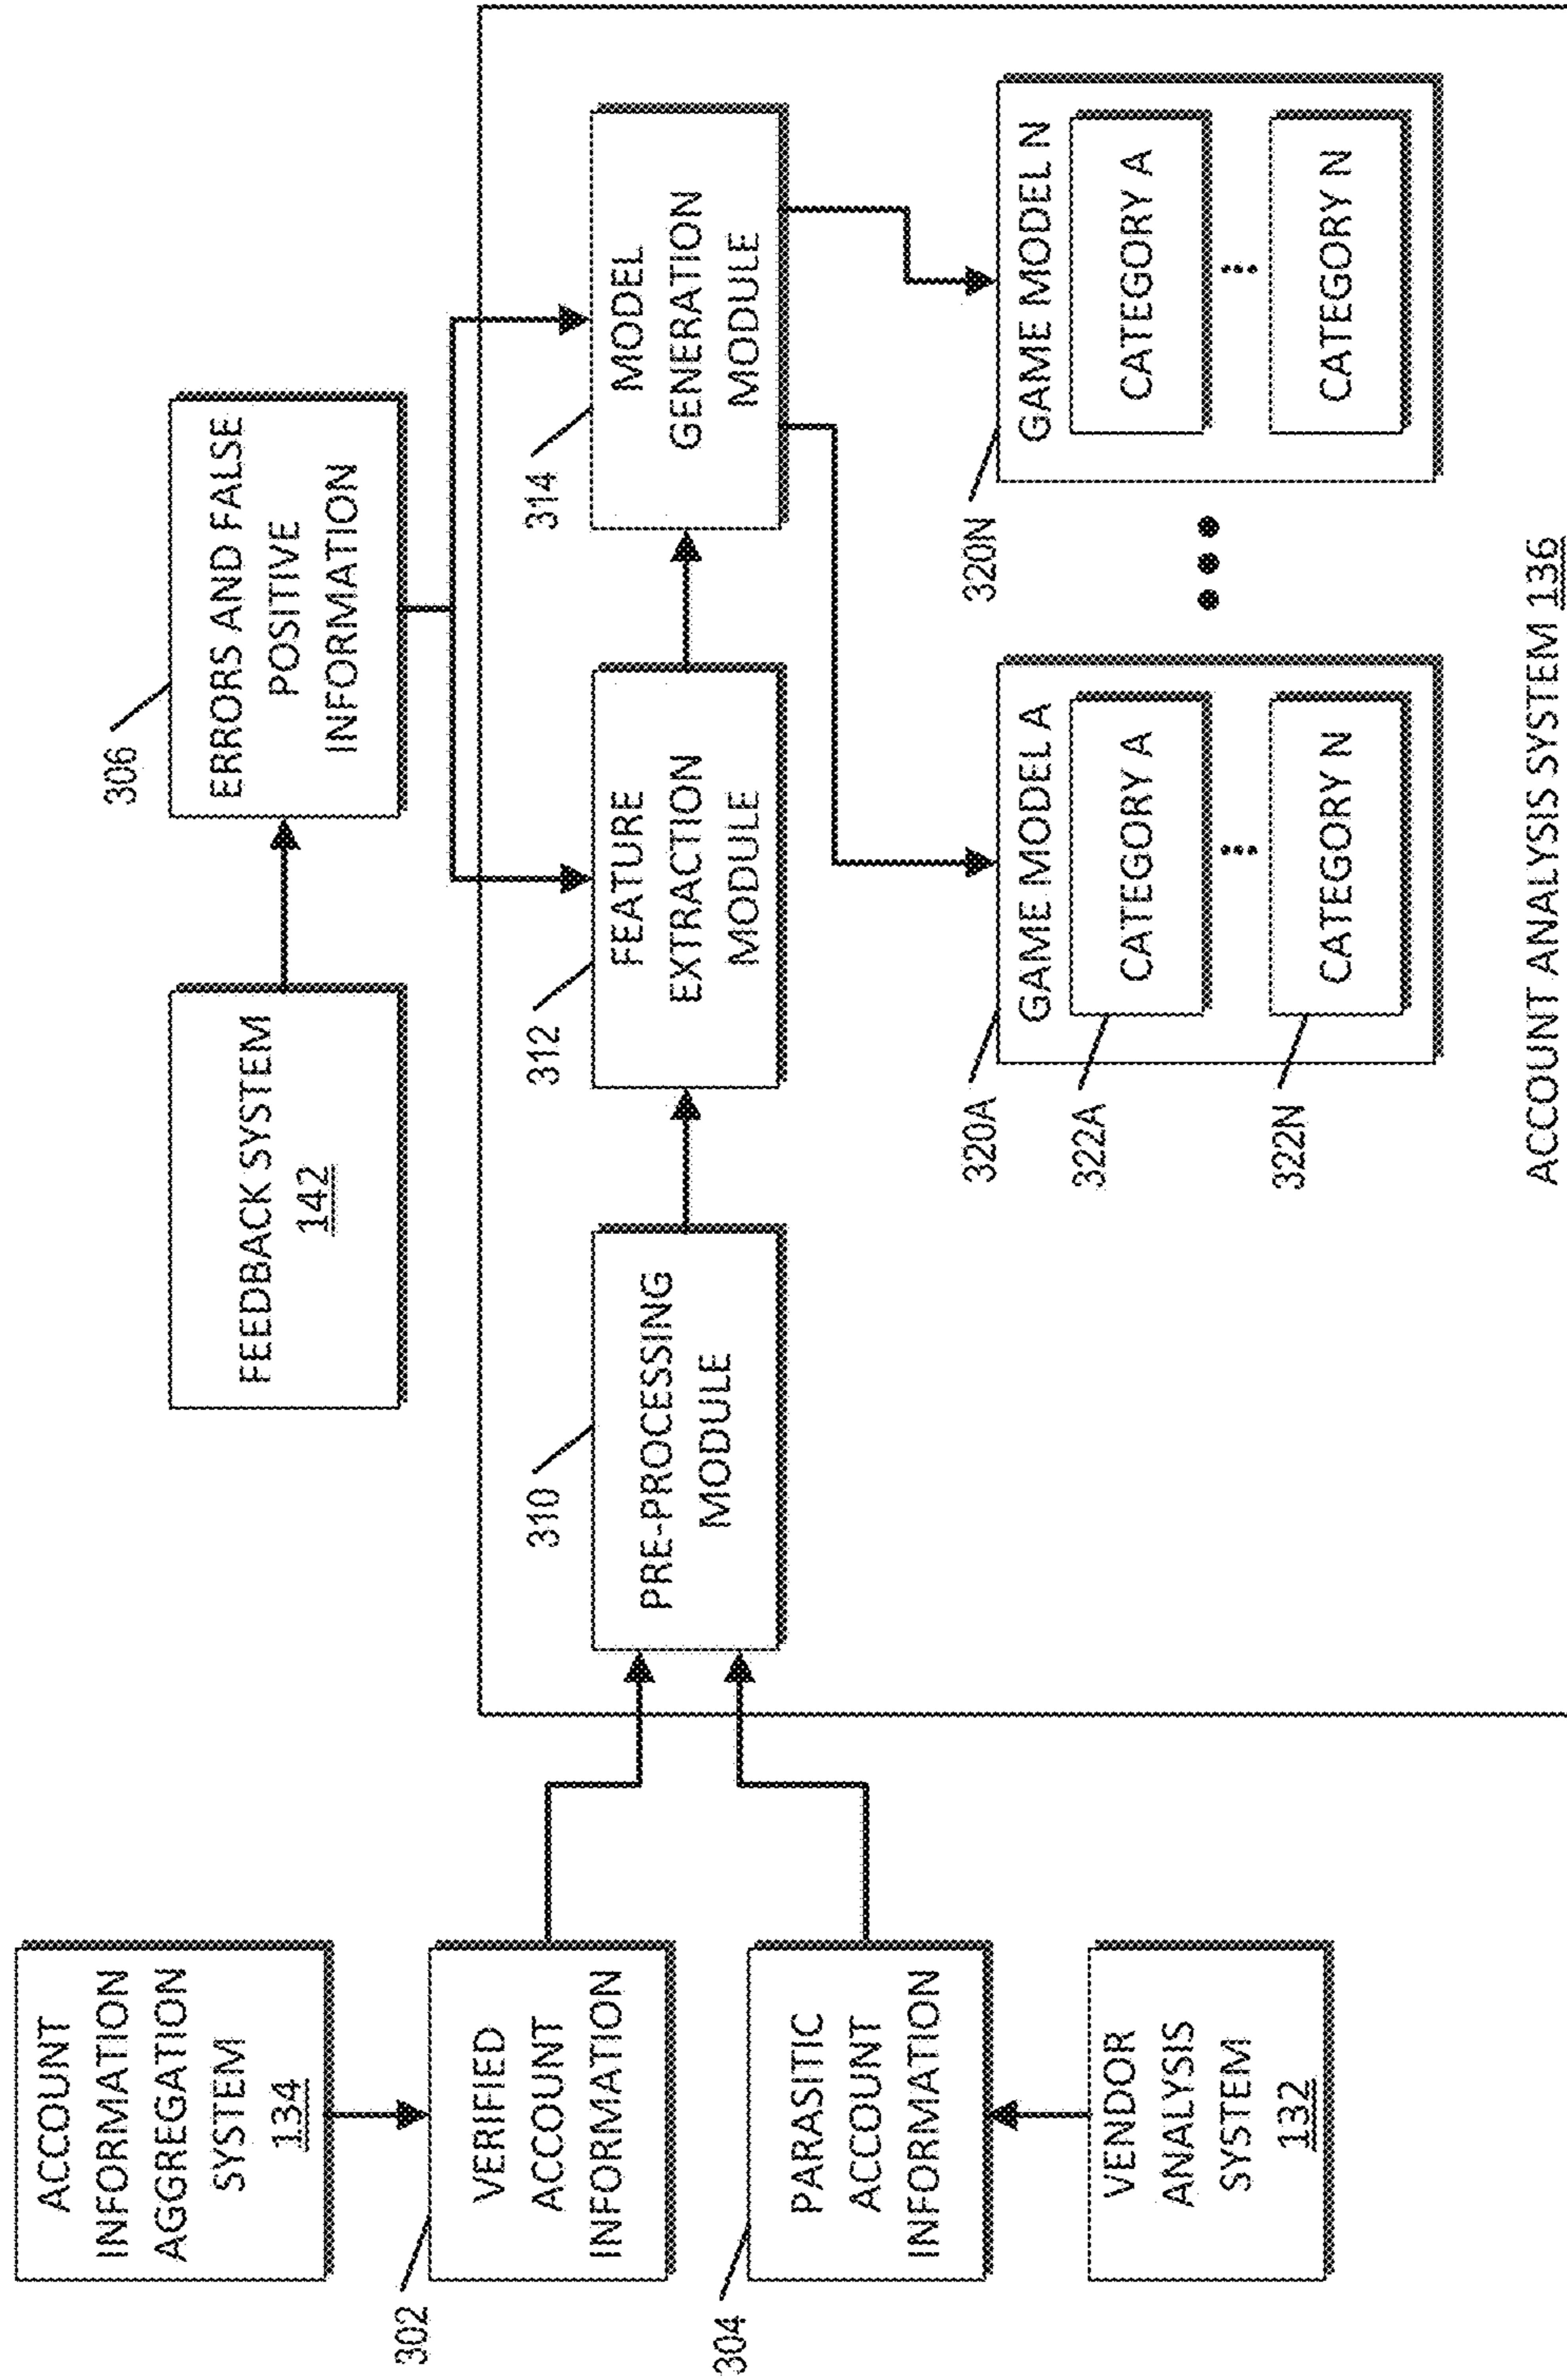 ACCOUNT
INFORMATION
AGGREGATION
SYSTEM
134
302
VERIFIED
ACCOUNT
INFORMATION
304
PARASITIC
ACCOUNT
INFORMATION
VENDOR
ANALYSIS
SYSTEM
132
FEEDBACK SYSTEM
142
306
ERRORS AND FALSE
POSITIVE
INFORMATION
310
PRE-PROCESSING
MODULE
312
FEATURE
EXTRACTION
MODULE
314
MODEL
GENERATION
MODULE
320A
GAME MODEL A
322A
CATEGORY A
322N
CATEGORY N
320N
GAME MODEL N
CATEGORY A
CATEGORY N
ACCOUNT ANALYSIS SYSTEM 136